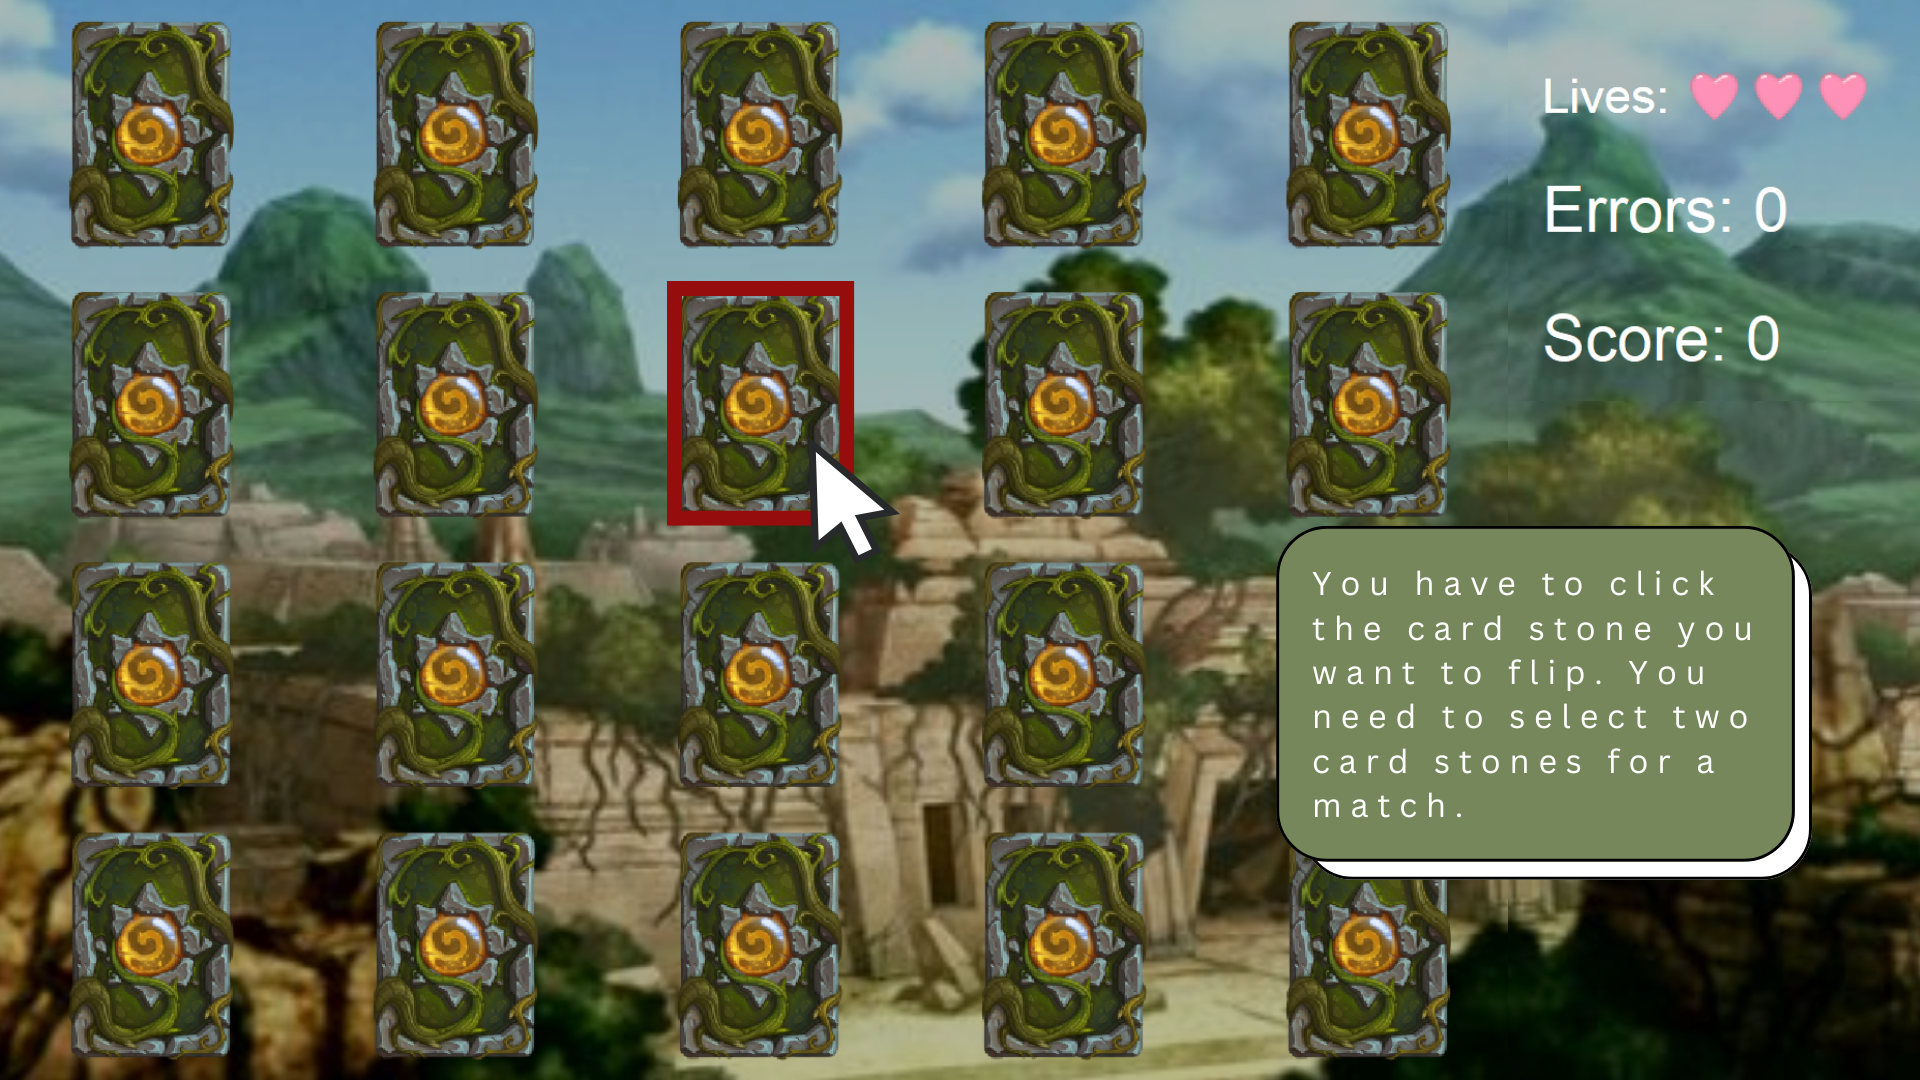 Lives: 🩷 🩷 🩷
Errors: 0
Score: 0
You have to click
the card stone you
want to flip. You
need to select two
card stones for a
match.